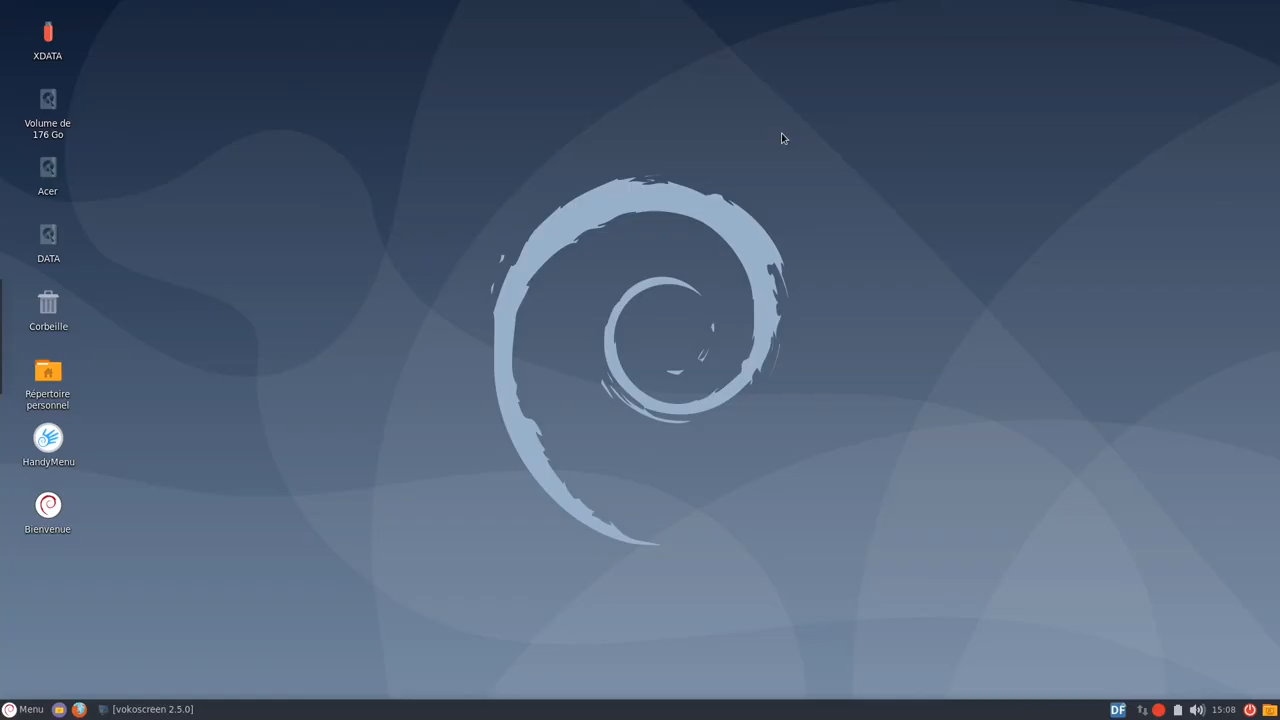 XDATA
Volume de
176 Go
Acer
DATA
Corbeille
Répertoire
personnel
HandyMenu
Bienvenue
Menu
[vokoscreen 2.5.0]
DF
15:08